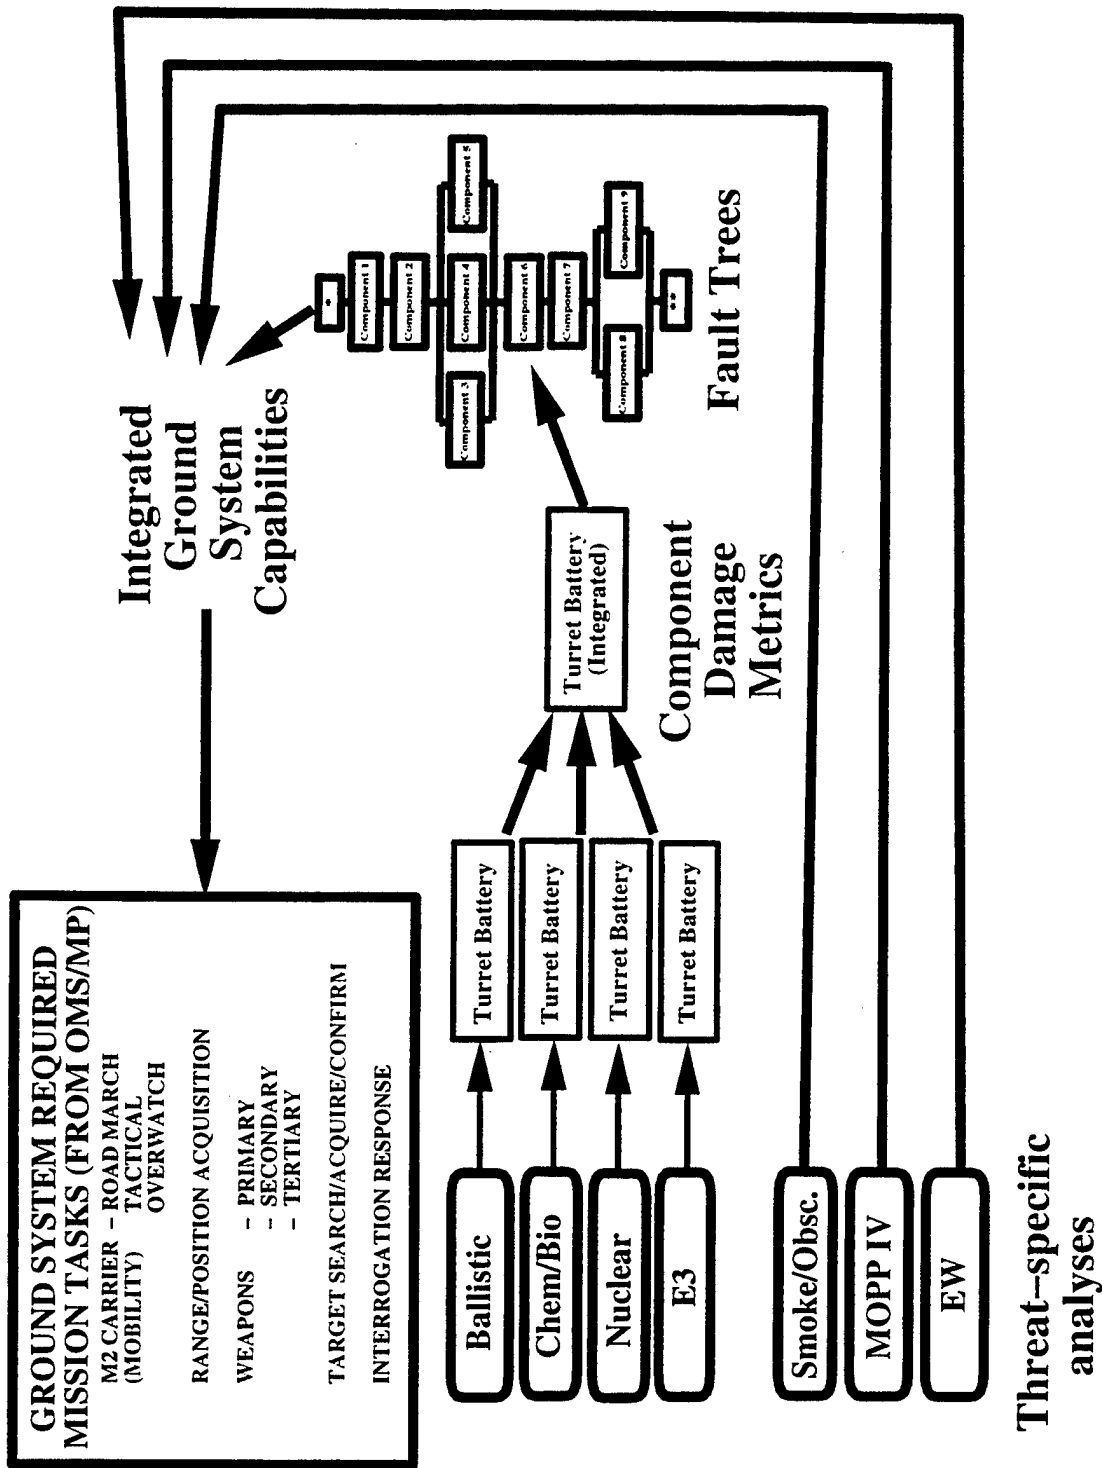 GROUND SYSTEM REQUIRED
MISSION TASKS (FROM OMS/MP)
M2 CARRIER – ROAD MARCH
(MOBILITY) TACTICAL
OVERWATCH
RANGE/POSITION ACQUISITION
WEAPONS – PRIMARY
– SECONDARY
– TERTIARY
TARGET SEARCH/ACQUIRE/CONFIRM
INTERROGATION RESPONSE
Integrated
Ground
System
Capabilities
Ballistic
Chem/Bio
Nuclear
E3
Smoke/Obsc.
MOPP IV
EW
Threat–specific
analyses
Turret Battery
Turret Battery
Turret Battery
Turret Battery
Turret Battery
(Integrated)
Component
Damage
Metrics
*
Component 1
Component 2
Component 3
Component 4
Component 5
Component 6
Component 7
Component 8
Component 9
**
Fault Trees